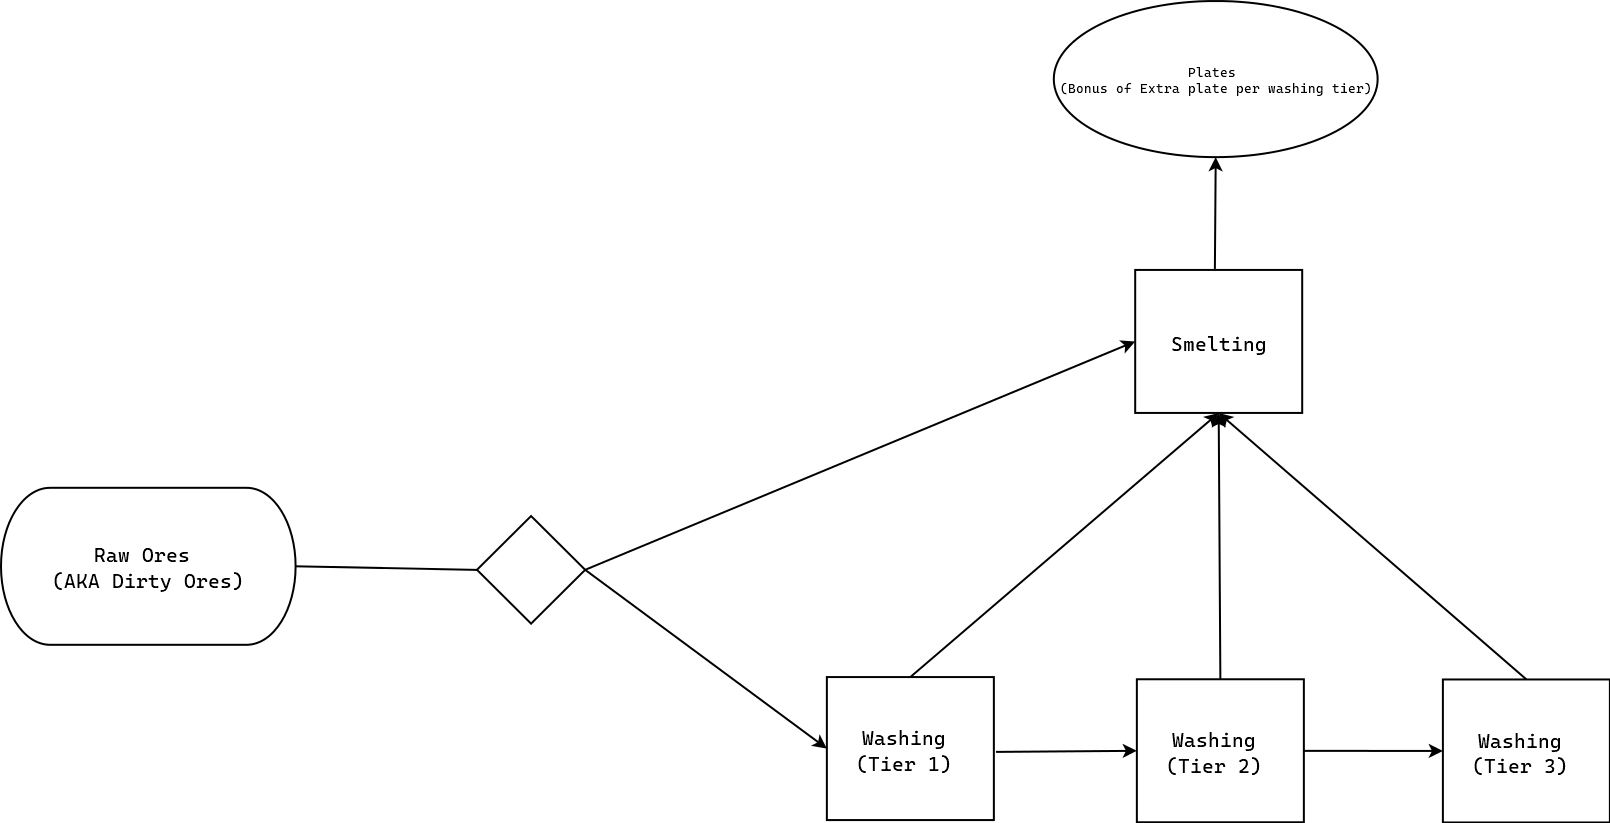 Plates
(Bonus of Extra plate per washing tier)
Smelting
Raw Ores
(AKA Dirty Ores)
Washing
(Tier 1)
Washing
(Tier 2)
Washing
(Tier 3)